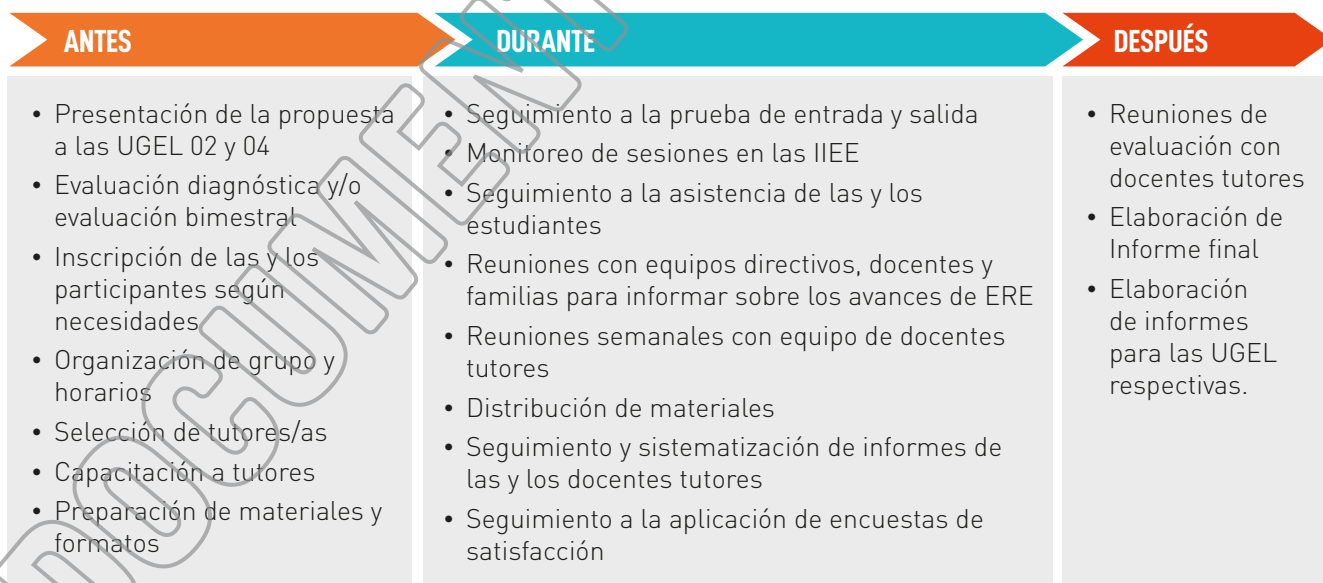 ANTES
• Presentación de la propuesta
a las UGEL 02 y 04
• Evaluación diagnóstica y/o
evaluación bimestral
• Inscripción de las y los
participantes según
necesidades
• Organización de grupo y
horarios
• Selección de tutores/as
• Capacitación a tutores
• Preparación de materiales y
formatos
DURANTE
• Seguimiento a la prueba de entrada y salida
• Monitoreo de sesiones en las IIEE
• Seguimiento a la asistencia de las y los
estudiantes
• Reuniones con equipos directivos, docentes y
familias para informar sobre los avances de ERE
• Reuniones semanales con equipo de docentes
tutores
• Distribución de materiales
• Seguimiento y sistematización de informes de
las y los docentes tutores
• Seguimiento a la aplicación de encuestas de
satisfacción
DESPUÉS
• Reuniones de
evaluación con
docentes tutores
• Elaboración de
Informe final
• Elaboración
de informes
para las UGEL
respectivas.